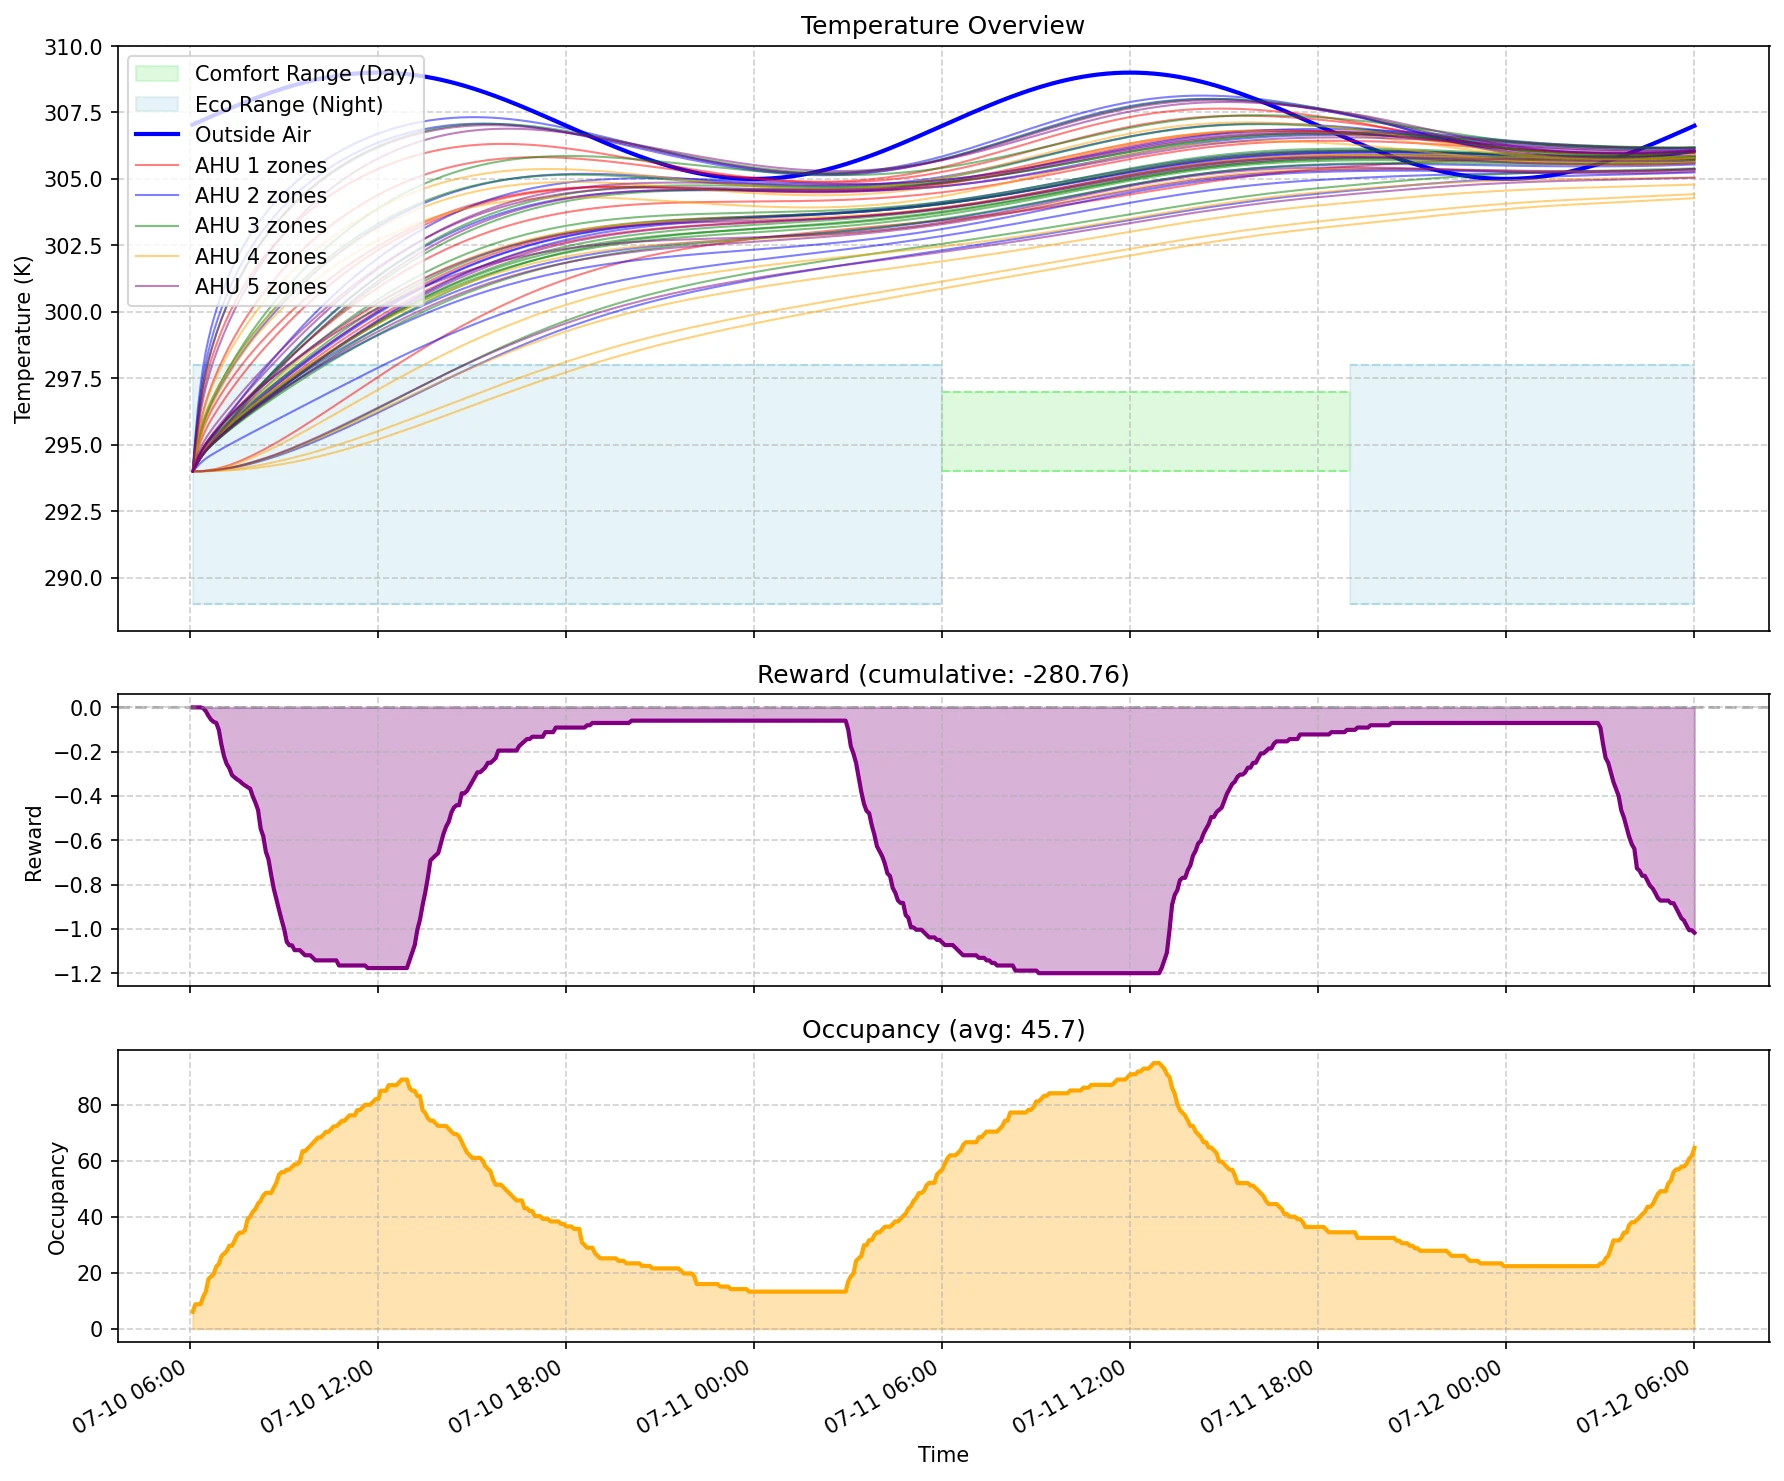 Temperature Overview
310.0
307.5
305.0
302.5
300.0
297.5
295.0
292.5
290.0
Temperature (K)
Comfort Range (Day)
Eco Range (Night)
Outside Air
AHU 1 zones
AHU 2 zones
AHU 3 zones
AHU 4 zones
AHU 5 zones
Reward (cumulative: -280.76)
0.0
−0.2
−0.4
−0.6
−0.8
−1.0
−1.2
Reward
Occupancy (avg: 45.7)
80
60
40
20
0
Occupancy
07-10 06:00
07-10 12:00
07-10 18:00
07-11 00:00
07-11 06:00
07-11 12:00
07-11 18:00
07-12 00:00
07-12 06:00
Time